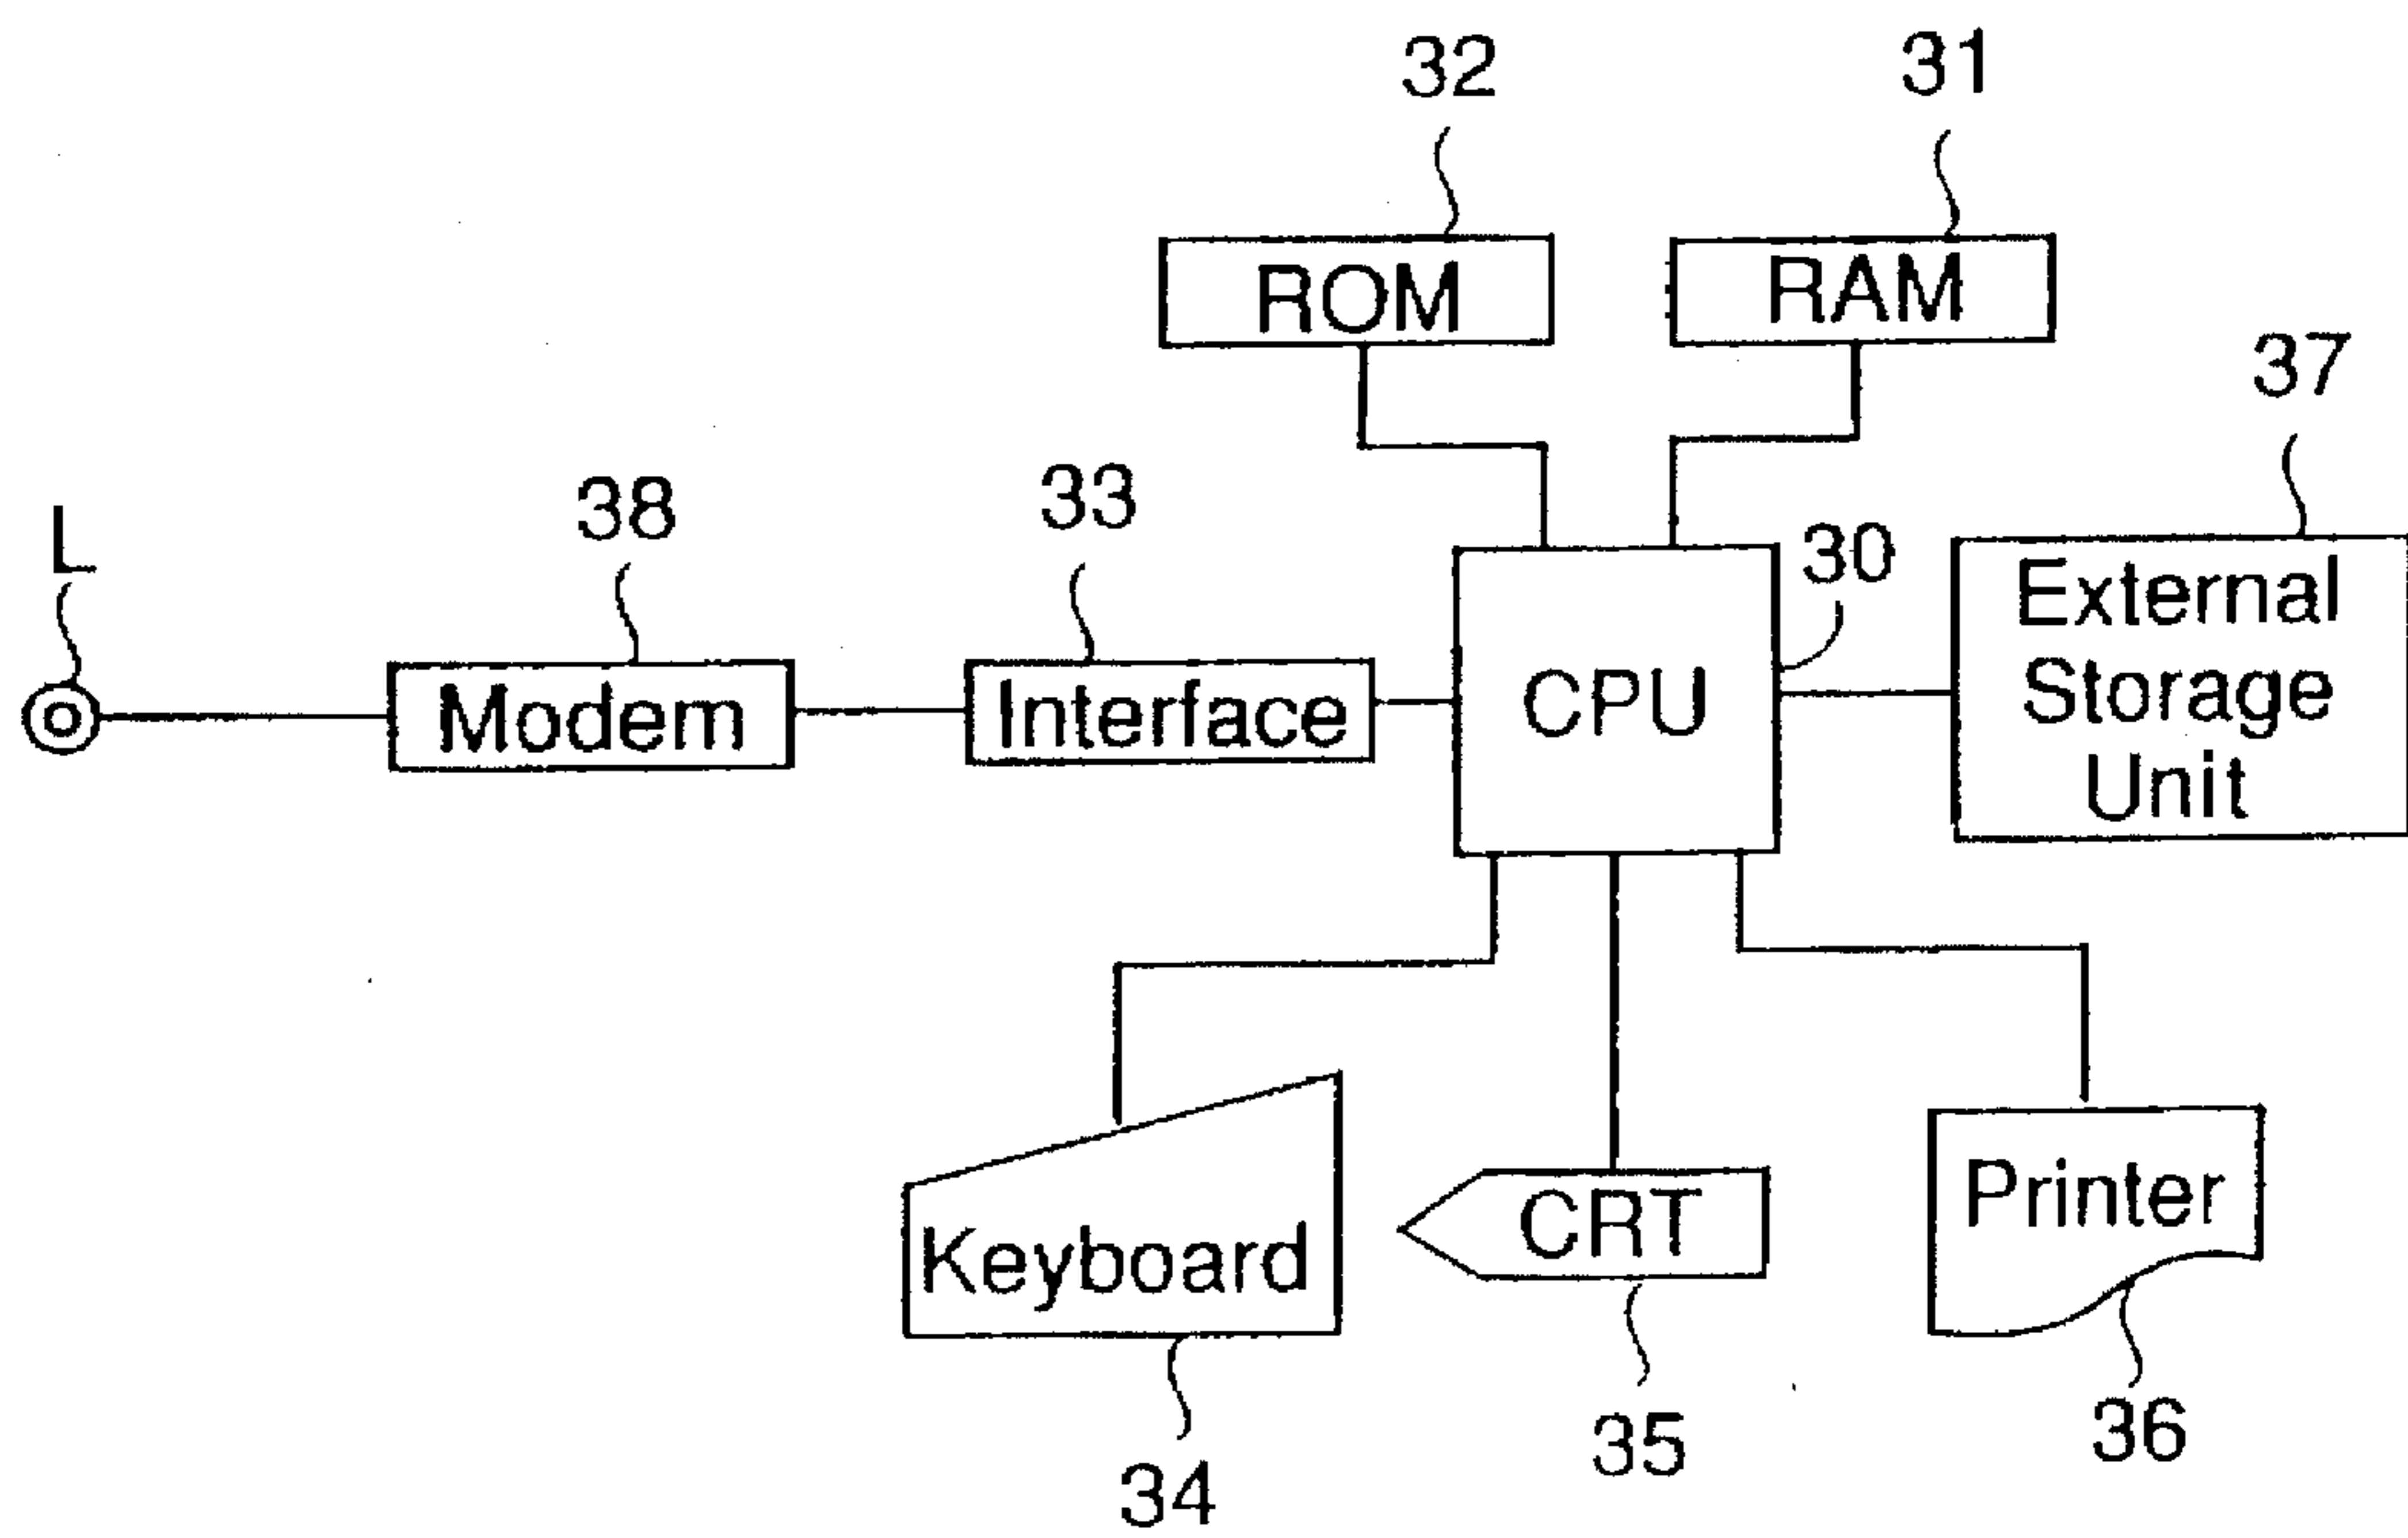 32
31
ROM
RAM
37
L
38
33
30
External
Storage
Unit
Modem
Interface
CPU
Keyboard
CRT
Printer
34
35
36